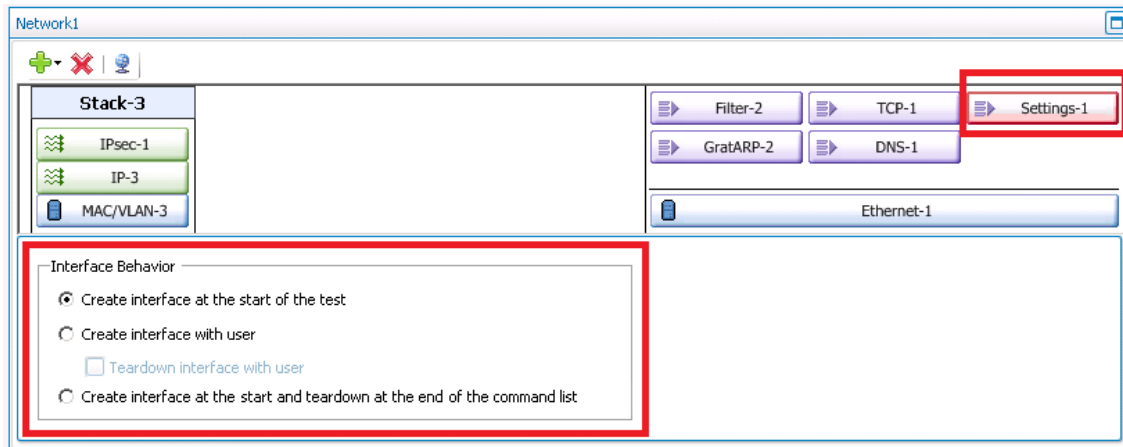 Network1
Stack-3
IPsec-1
IP-3
MAC/VLAN-3
Filter-2
TCP-1
Settings-1
GratARP-2
DNS-1
Ethernet-1
Interface Behavior
Create interface at the start of the test
Create interface with user
Teardown interface with user
Create interface at the start and teardown at the end of the command list